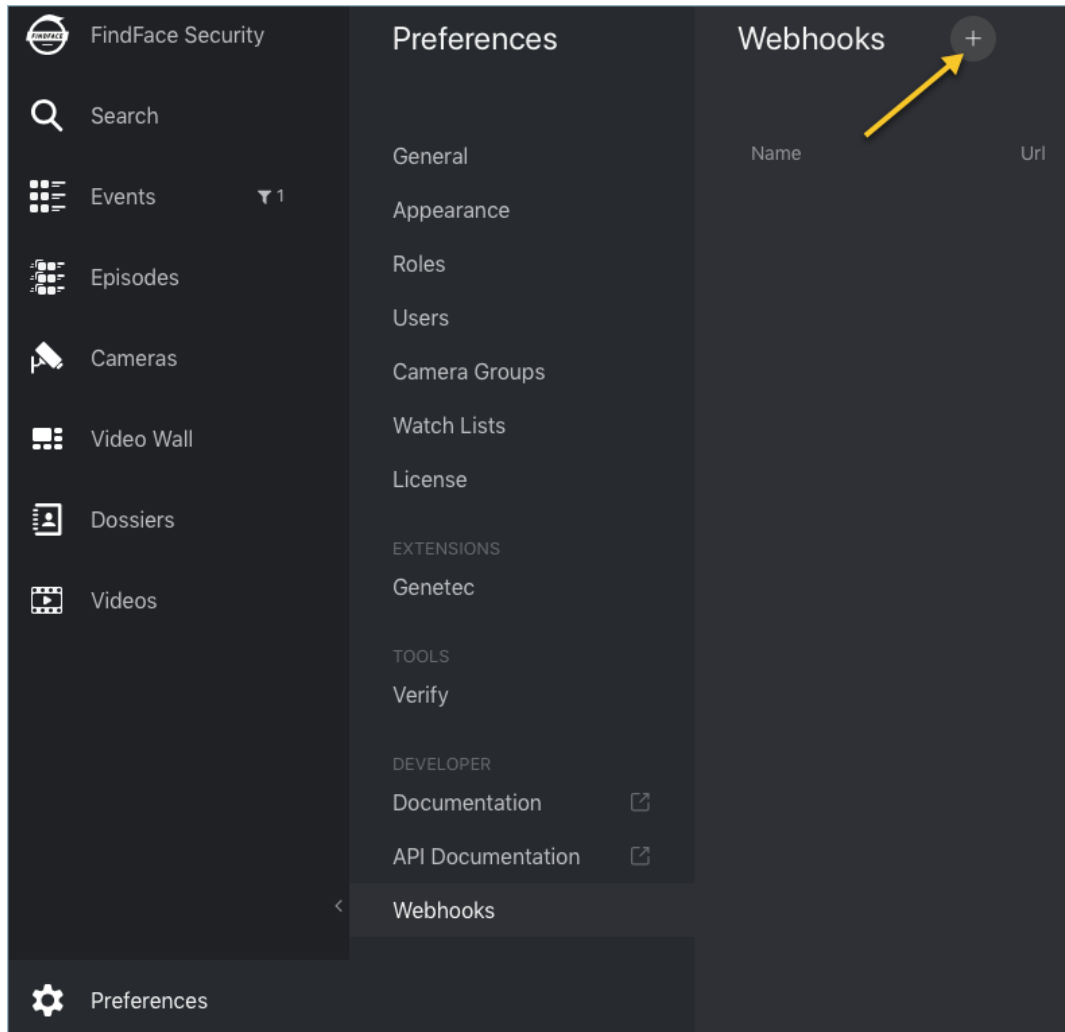 FINDFACE
FindFace Security
Search
Events 1
Episodes
Cameras
Video Wall
Dossiers
Videos
Preferences
Preferences
General
Appearance
Roles
Users
Camera Groups
Watch Lists
License
EXTENSIONS
Genetec
TOOLS
Verify
DEVELOPER
Documentation
API Documentation
Webhooks
Webhooks +
Name Url